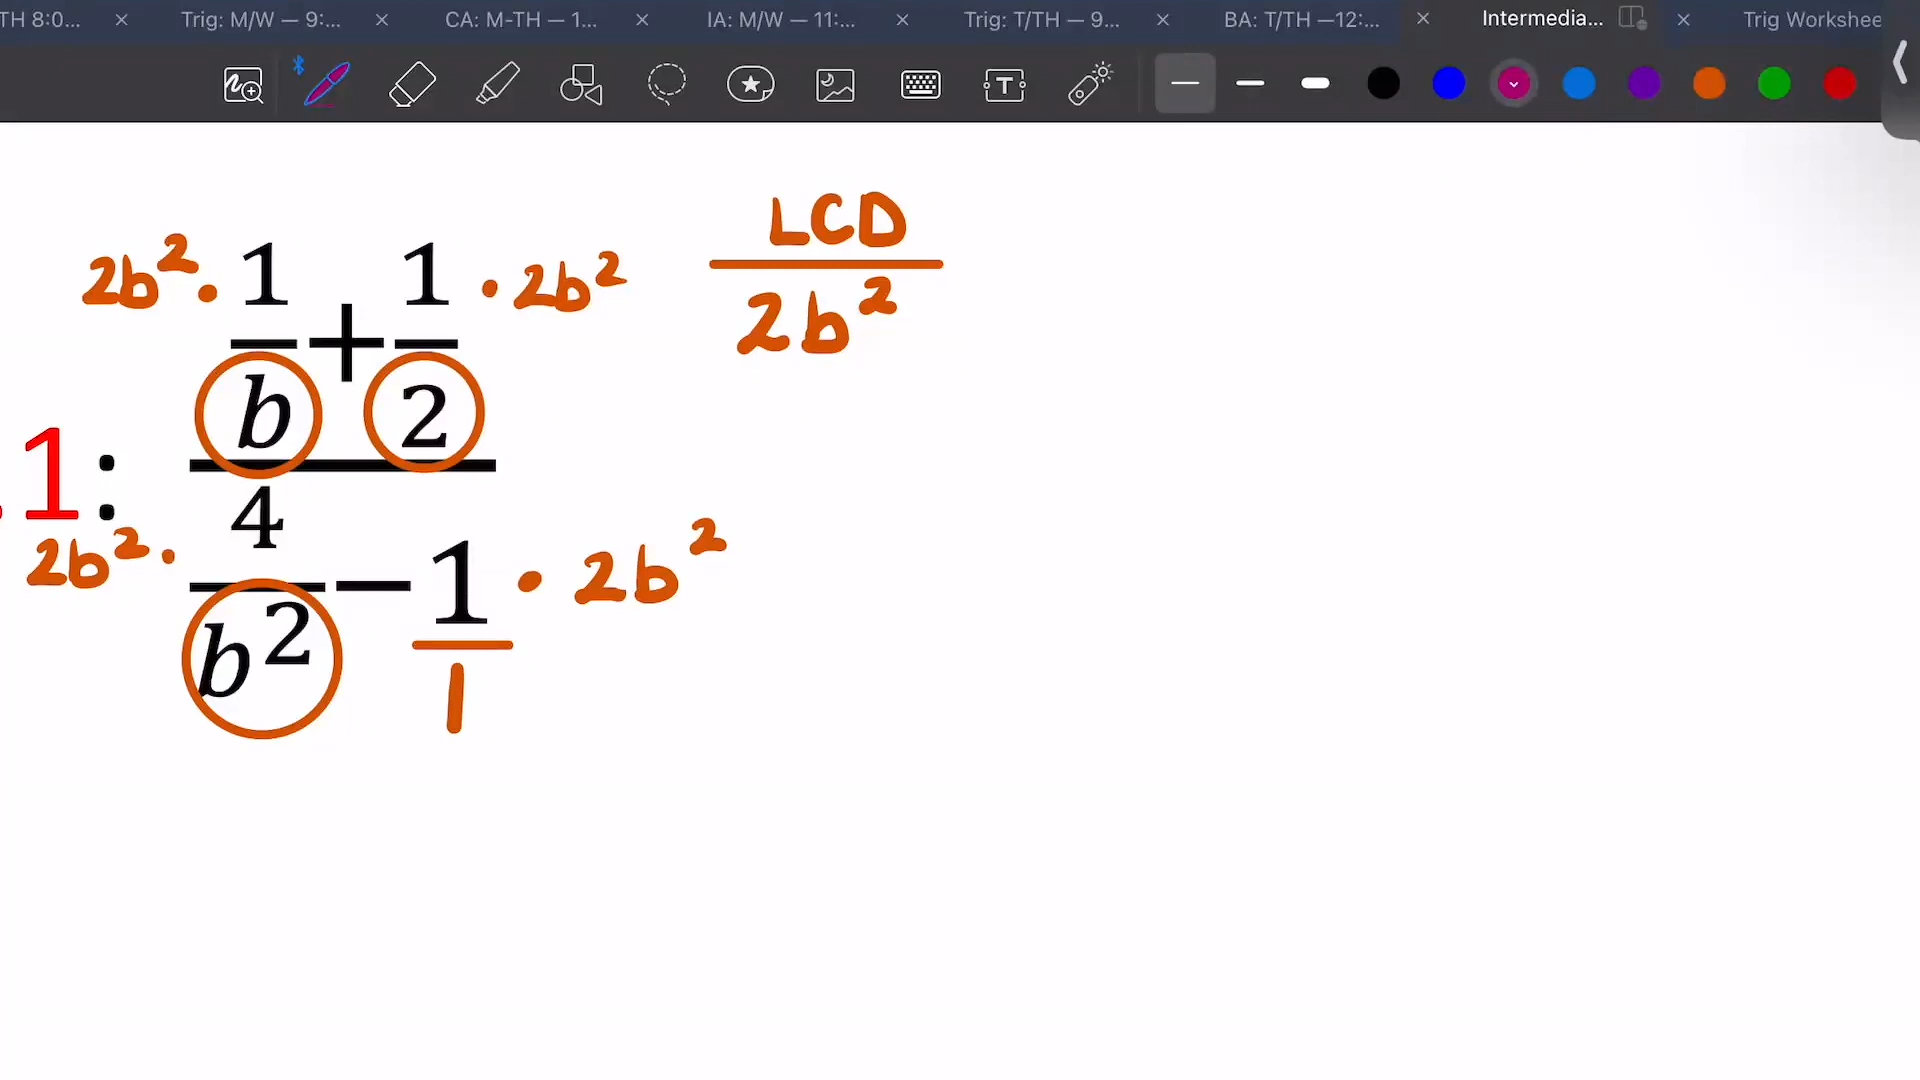 TH 8:0... Trig: M/W — 9:... CA: M-TH — 1... IA: M/W — 11:... Trig: T/TH — 9... BA: T/TH —12:... Intermedia... Trig Workshee
LCD
2b² · 1/b + 1/2 · 2b²
2b²
1:
2b² · 4/b² − 1/1 · 2b²